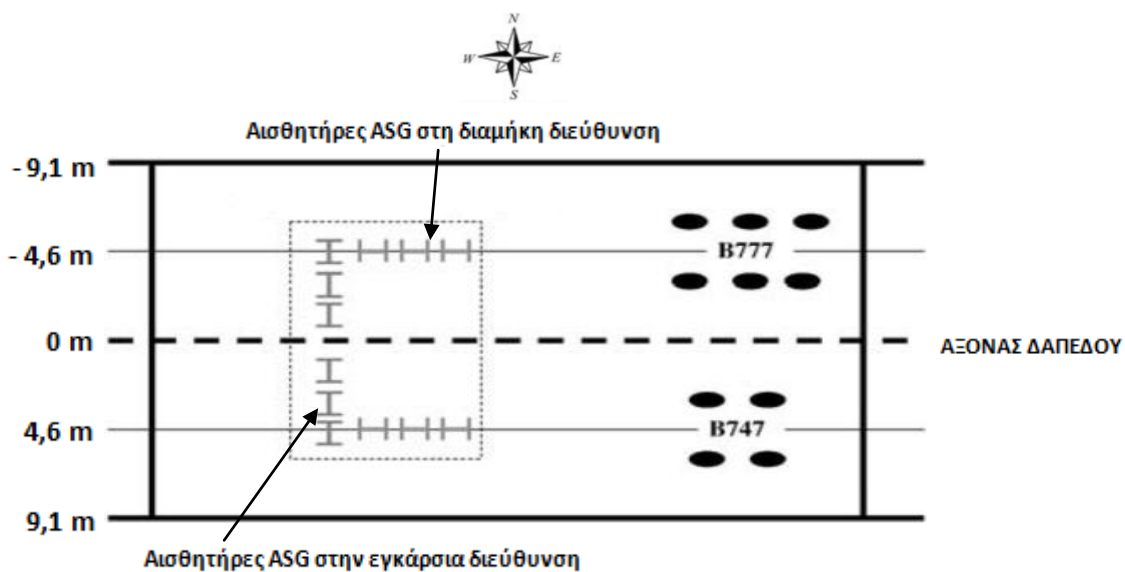 N
W E
S
Αισθητήρες ASG στη διαμήκη διεύθυνση
- 9,1 m
- 4,6 m
B777
0 m
ΑΞΟΝΑΣ ΔΑΠΕΔΟΥ
4,6 m
B747
9,1 m
Αισθητήρες ASG στην εγκάρσια διεύθυνση